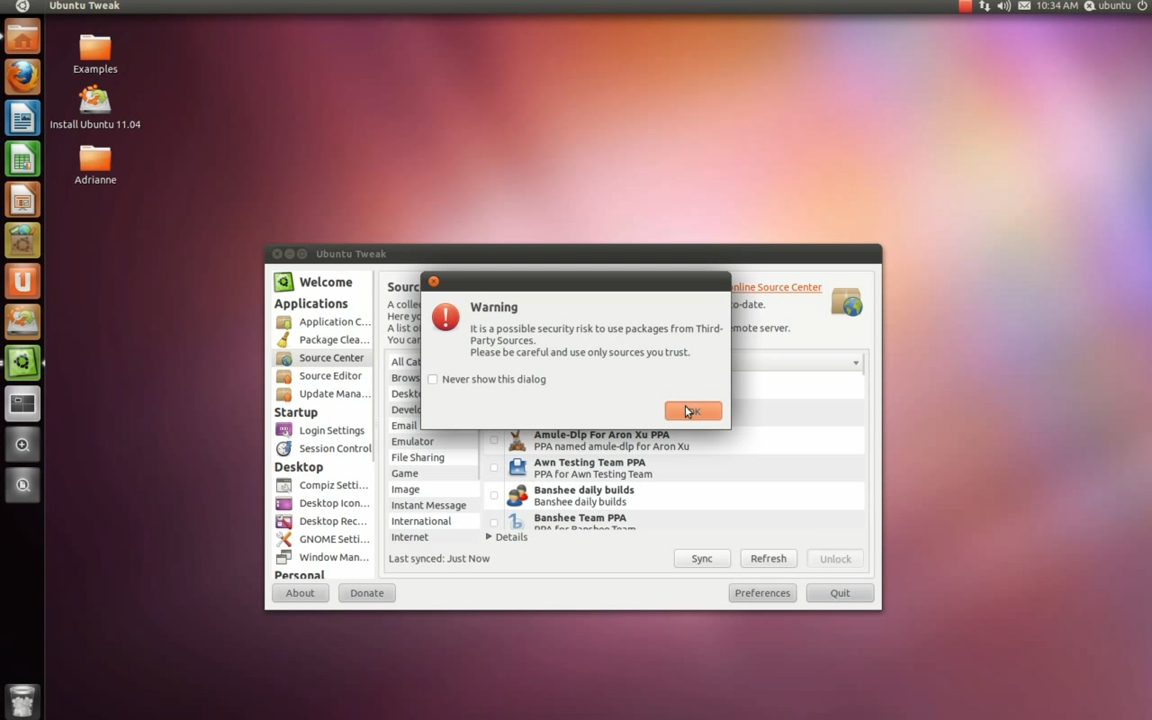 Ubuntu Tweak
10:34 AM
ubuntu
Examples
Install Ubuntu 11.04
Adrianne
Ubuntu Tweak
Welcome
Applications
Application C...
Package Clea...
Source Center
Source Editor
Update Mana...
Startup
Login Settings
Session Control
Desktop
Compiz Setti...
Desktop Icon...
Desktop Rec...
GNOME Setti...
Window Man...
Personal
Sourc
A collec
Here yo
A list o
You can
nline Source Center
o-date.
emote server.
Warning
It is a possible security risk to use packages from Third-
Party Sources.
Please be careful and use only sources you trust.
Never show this dialog
OK
All Cat
Brows
Deskto
Develo
Email
Emulator
File Sharing
Game
Image
Instant Message
International
Internet
Amule-Dlp For Aron Xu PPA
PPA named amule-dlp for Aron Xu
Awn Testing Team PPA
PPA for Awn Testing Team
Banshee daily builds
Banshee daily builds
Banshee Team PPA
PPA for Banshee Team
Details
Last synced: Just Now
Sync
Refresh
Unlock
About
Donate
Preferences
Quit